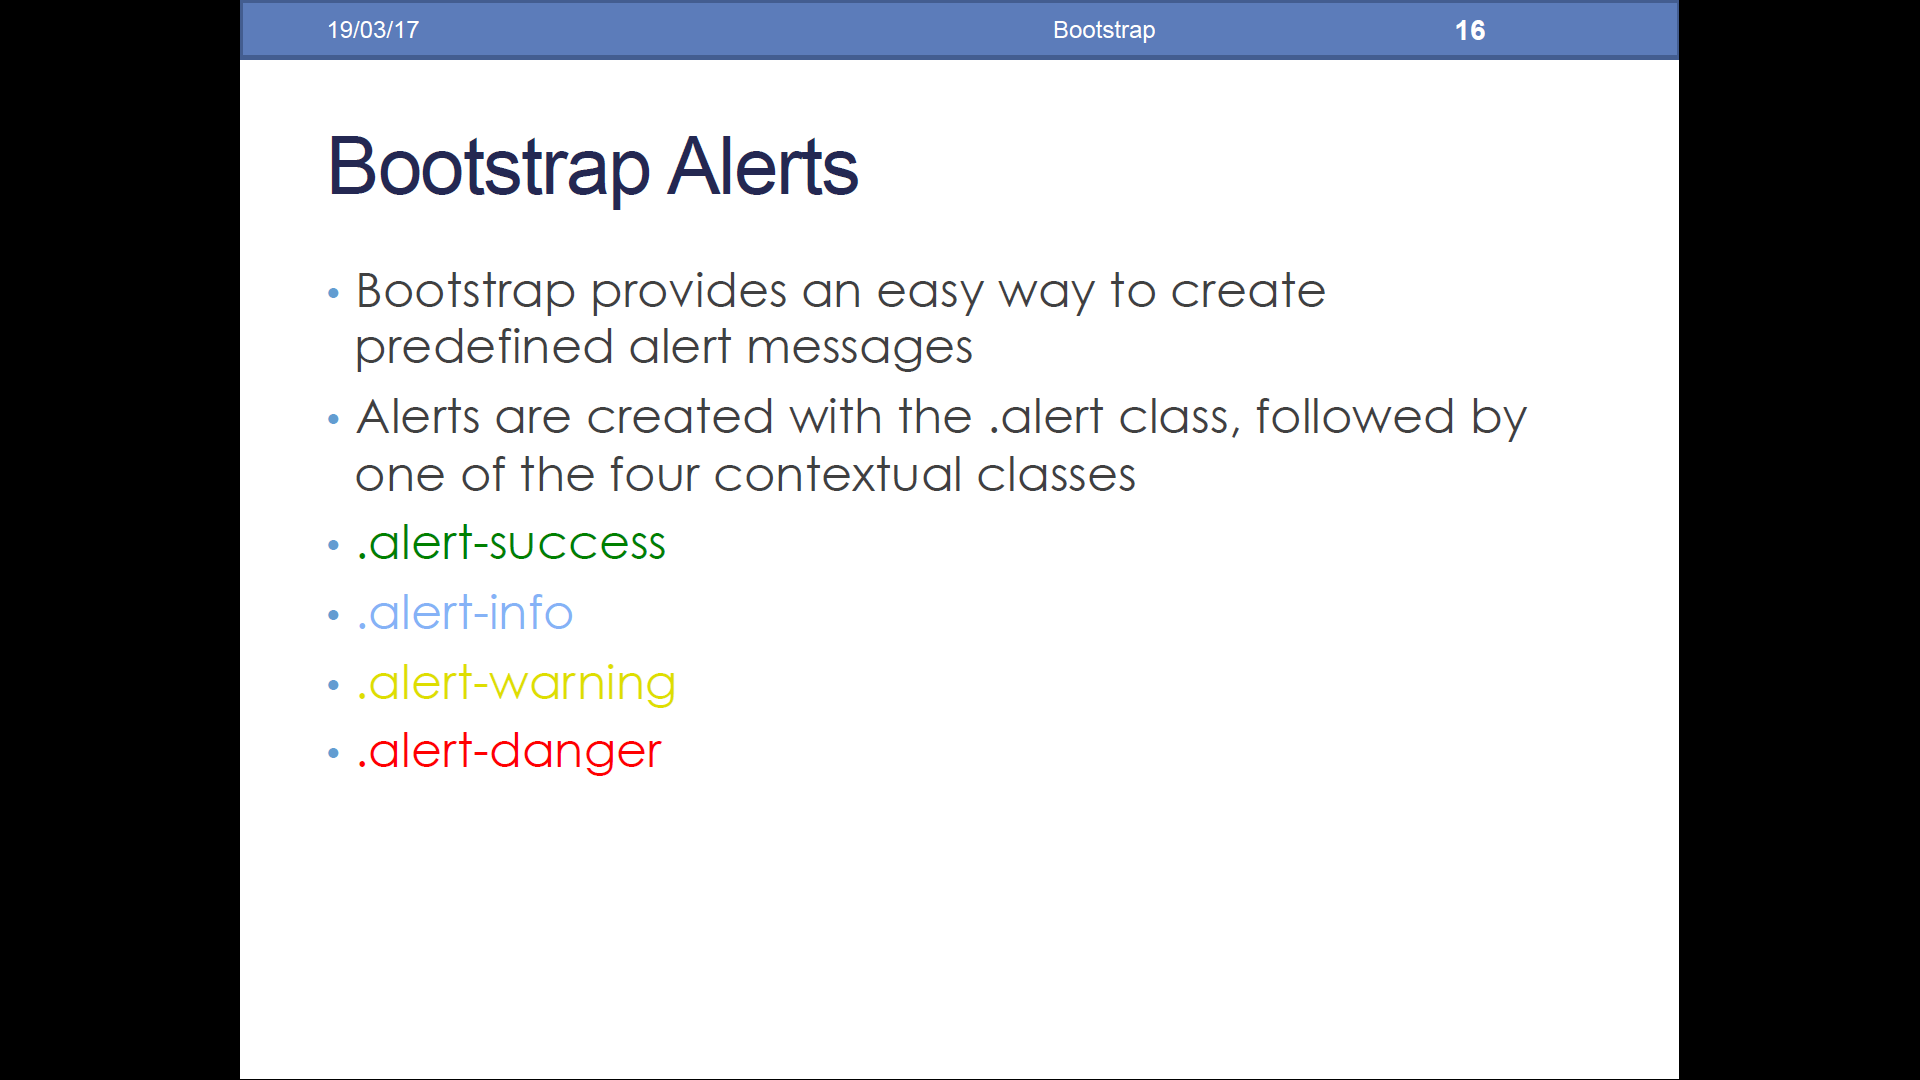 19/03/17 Bootstrap 16
Bootstrap Alerts
• Bootstrap provides an easy way to create
predefined alert messages
• Alerts are created with the .alert class, followed by
one of the four contextual classes
• .alert-success
• .alert-info
• .alert-warning
• .alert-danger